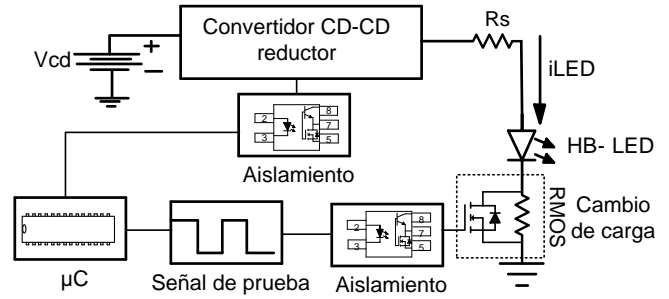 Convertidor CD-CD
reductor
Rs
Vcd
+
−
iLED
2
3
8
7
5
Aislamiento
HB- LED
RMOS
Cambio
de carga
2
3
8
7
5
µC
Señal de prueba
Aislamiento